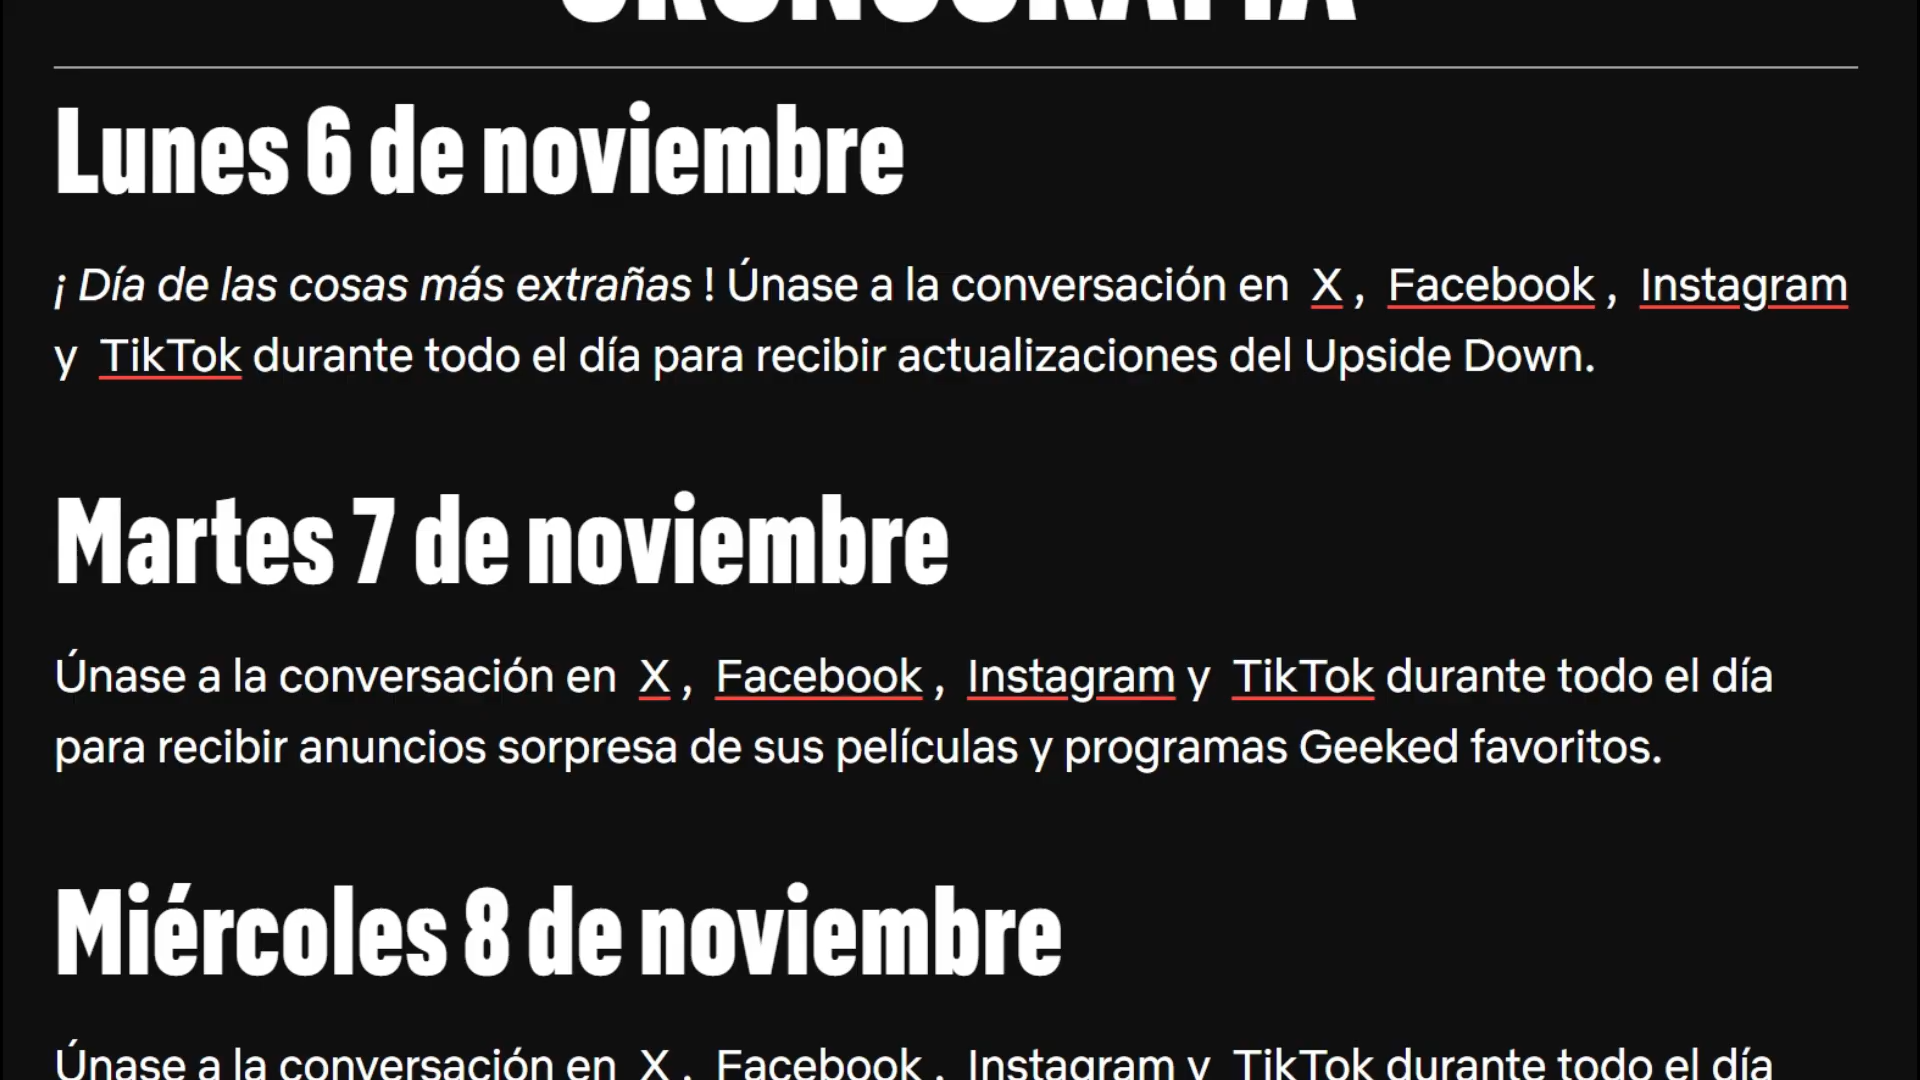 CRONOGRAFÍA
Lunes 6 de noviembre
¡ Día de las cosas más extrañas ! Únase a la conversación en X , Facebook , Instagram
y TikTok durante todo el día para recibir actualizaciones del Upside Down.
Martes 7 de noviembre
Únase a la conversación en X , Facebook , Instagram y TikTok durante todo el día
para recibir anuncios sorpresa de sus películas y programas Geeked favoritos.
Miércoles 8 de noviembre
Únase a la conversación en X , Facebook , Instagram y TikTok durante todo el día